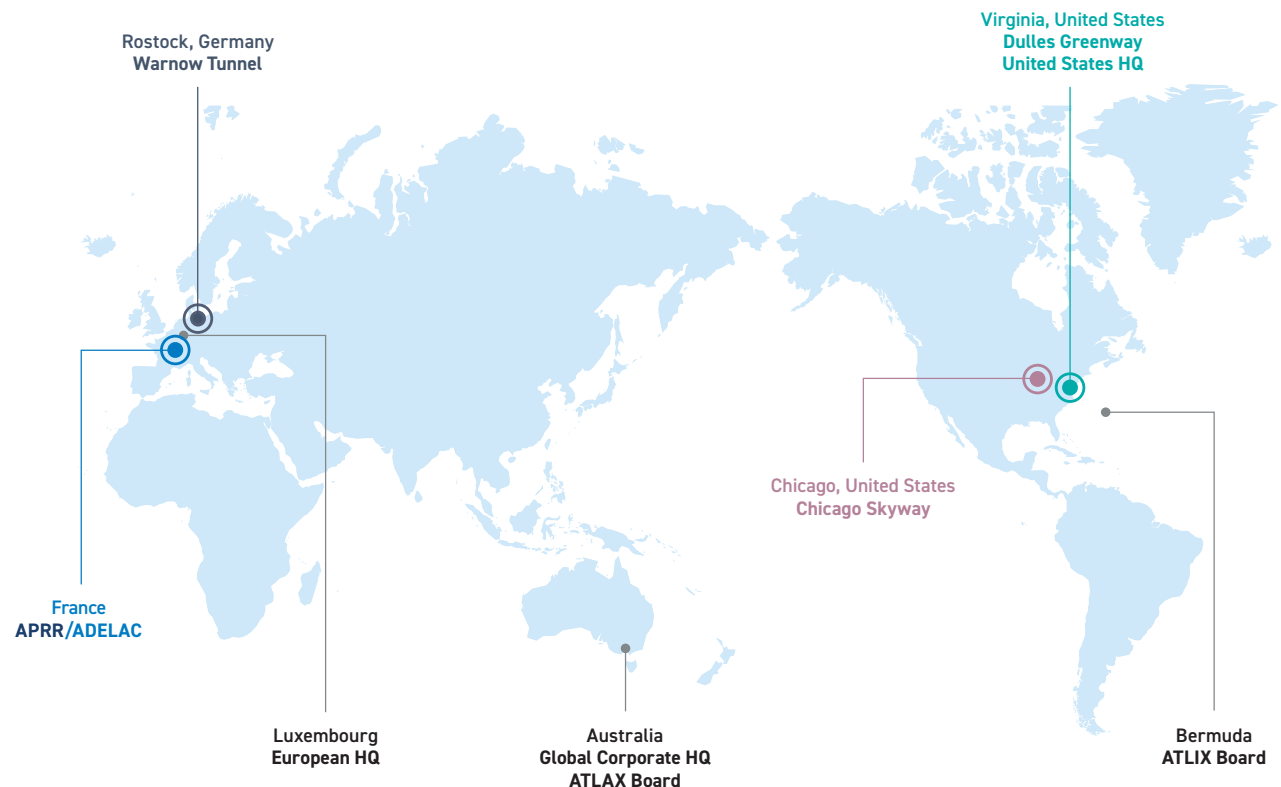 Rostock, Germany
Warnow Tunnel
Virginia, United States
Dulles Greenway
United States HQ
Chicago, United States
Chicago Skyway
France
APRR/ADELAC
Luxembourg
European HQ
Australia
Global Corporate HQ
ATLAX Board
Bermuda
ATLIX Board